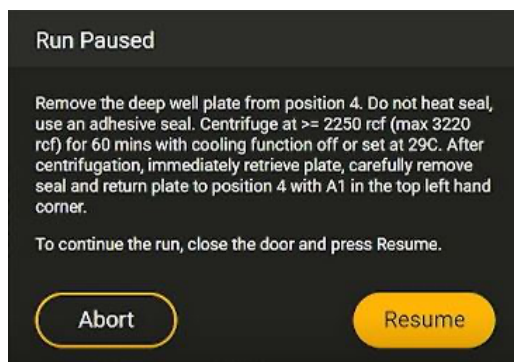 Run Paused
Remove the deep well plate from position 4. Do not heat seal,
use an adhesive seal. Centrifuge at >= 2250 rcf (max 3220
rcf) for 60 mins with cooling function off or set at 29C. After
centrifugation, immediately retrieve plate, carefully remove
seal and return plate to position 4 with A1 in the top left hand
corner.
To continue the run, close the door and press Resume.
Abort
Resume